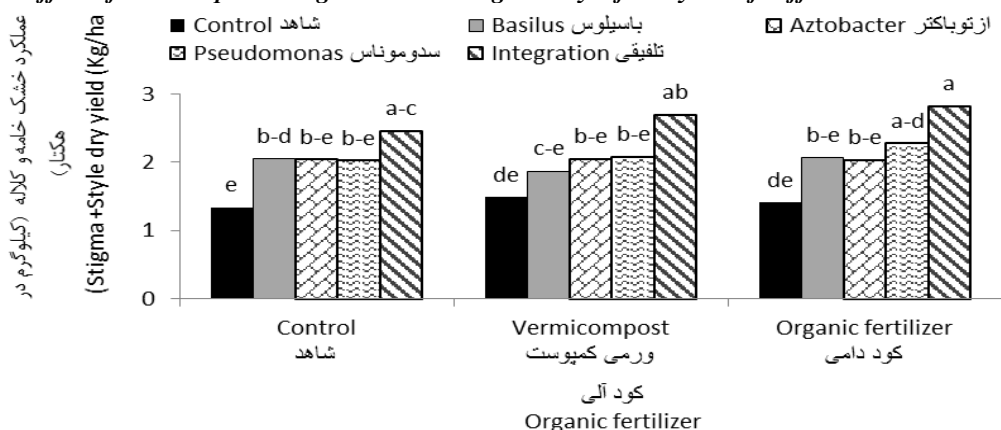 Control شاهد
Basilus باسیلوس
Aztobacter ازتوباکتر
Pseudomonas سدوموناس
Integration تلفیقی
عملکرد خشک خامه و کلاله (کیلوگرم در
هکتار)
(Stigma +Style dry yield (Kg/ha
3
2
1
0
e
b-d
b-e
b-e
a-c
de
c-e
b-e
b-e
ab
de
b-e
b-e
a-d
a
Control
شاهد
Vermicompost
ورمی کمپوست
Organic fertilizer
کود دامی
کود آلی
Organic fertilizer